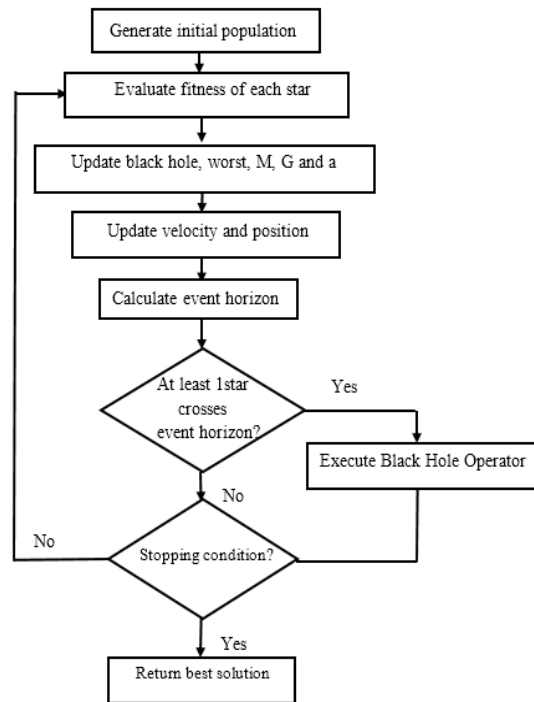 Generate initial population
Evaluate fitness of each star
Update black hole, worst, M, G and a
Update velocity and position
Calculate event horizon
At least 1star
crosses
event horizon?
Yes
Execute Black Hole Operator
No
No
Stopping condition?
Yes
Return best solution